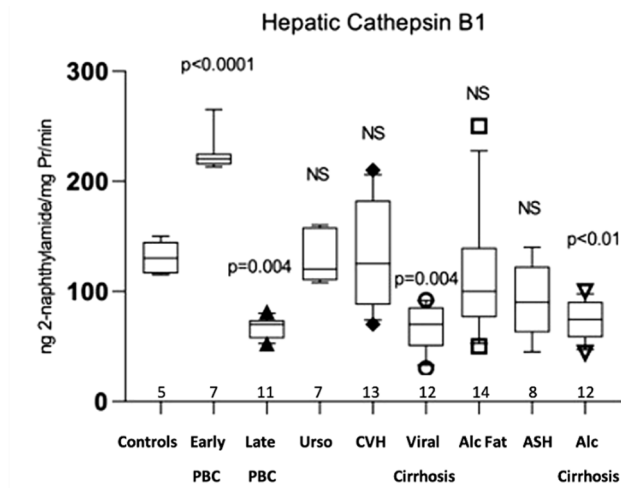 Hepatic Cathepsin B1
ng 2-naphthylamide/mg Pr/min
300
200
100
0
p<0.0001
p=0.004
NS
NS
p=0.004
NS
NS
p<0.01
5 7 11 7 13 12 14 8 12
Controls Early Late Urso CVH Viral Alc Fat ASH Alc
PBC PBC Cirrhosis Cirrhosis